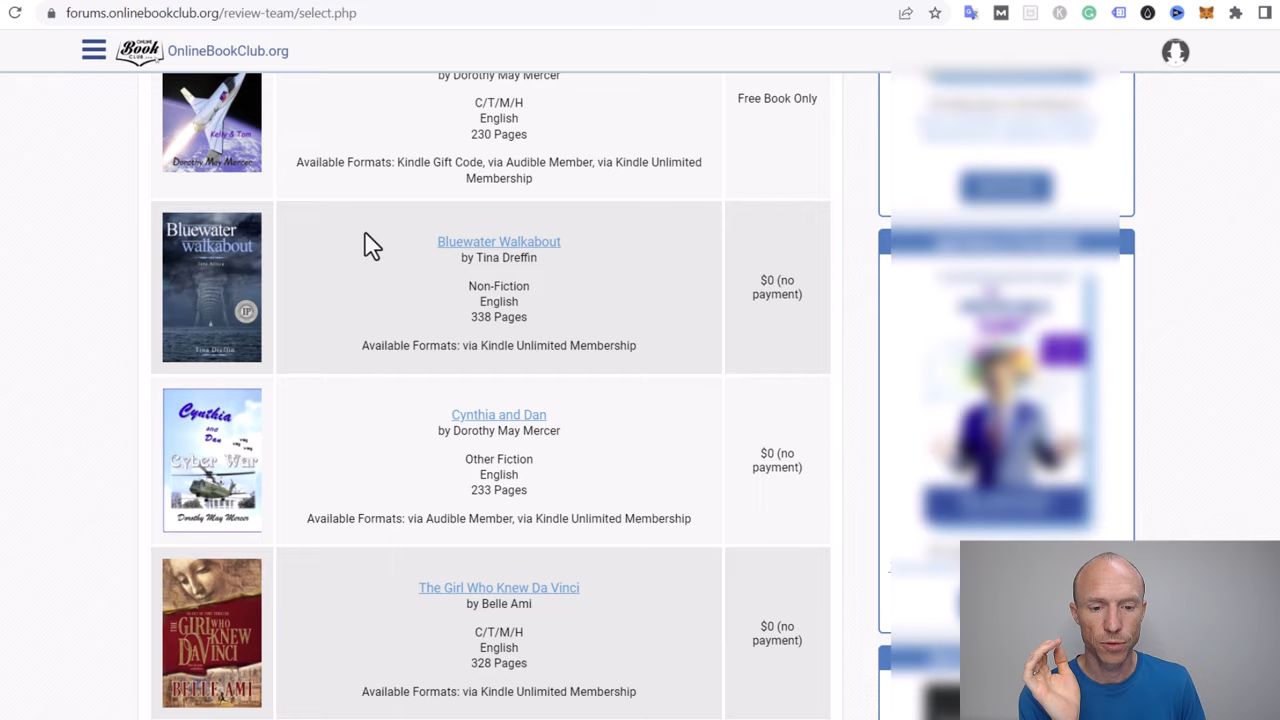 forums.onlinebookclub.org/review-team/select.php
Online
Book
Club
OnlineBookClub.org
by Dorothy May Mercer
C/T/M/H
English
230 Pages
Available Formats: Kindle Gift Code, via Audible Member, via Kindle Unlimited
Membership
Free Book Only
Kelly & Tom
Dorothy May Mercer
Bluewater
walkabout
Into Africa
IP
Tina Dreffin
Bluewater Walkabout
by Tina Dreffin
Non-Fiction
English
338 Pages
Available Formats: via Kindle Unlimited Membership
$0 (no
payment)
Cynthia
and
Dan
Cyber War
Dorothy May Mercer
Cynthia and Dan
by Dorothy May Mercer
Other Fiction
English
233 Pages
Available Formats: via Audible Member, via Kindle Unlimited Membership
$0 (no
payment)
THE
GIRL WHO
KNEW
DA VINCI
BELLE AMI
The Girl Who Knew Da Vinci
by Belle Ami
C/T/M/H
English
328 Pages
Available Formats: via Kindle Unlimited Membership
$0 (no
payment)